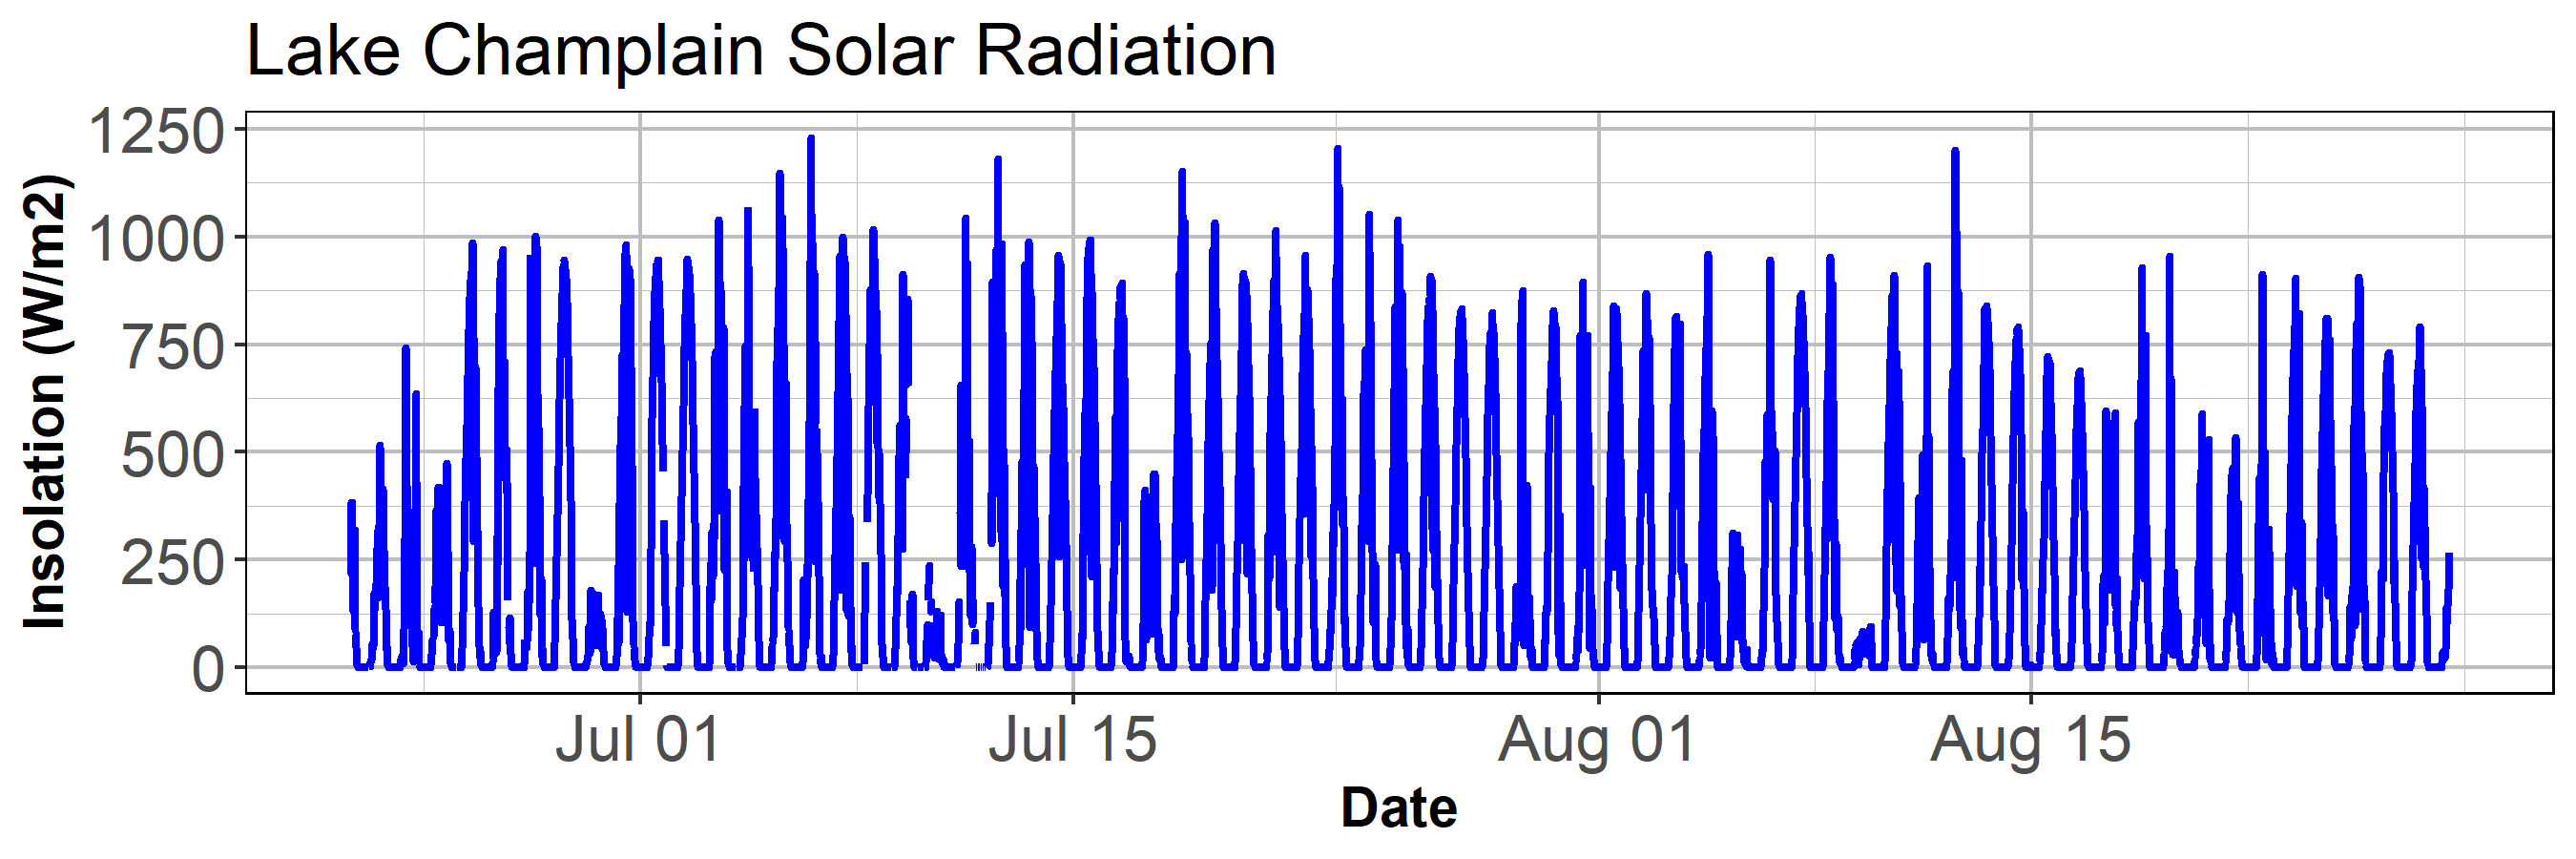 Lake Champlain Solar Radiation
Insolation (W/m2)
1250
1000
750
500
250
0
Jul 01
Jul 15
Aug 01
Aug 15
Date